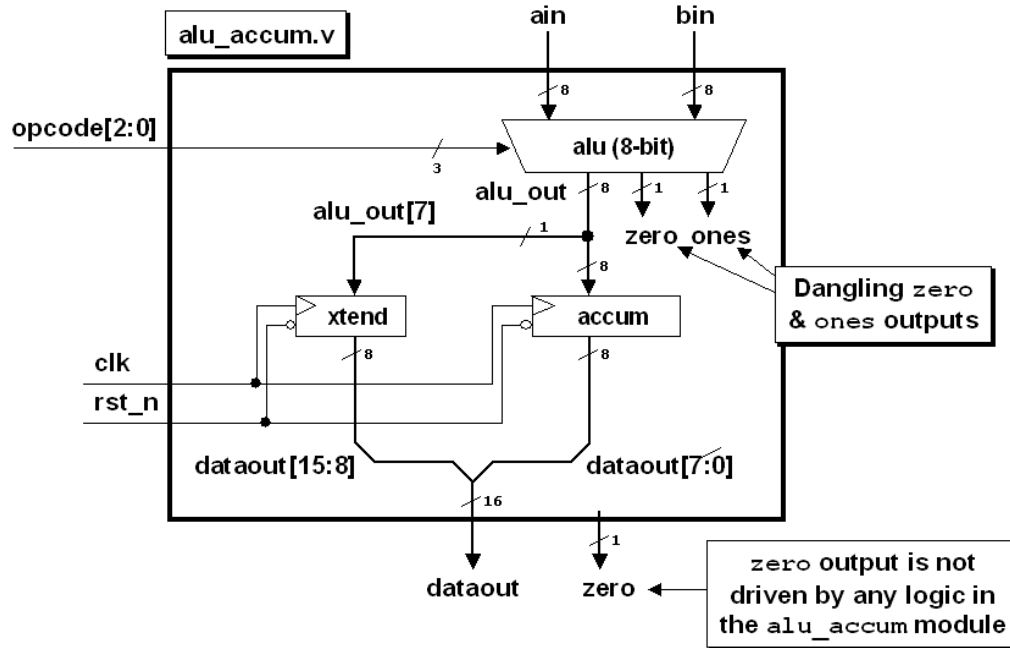 alu_accum.v
ain
bin
8
8
opcode[2:0]
3
alu (8-bit)
alu_out
8
1
1
alu_out[7]
1
zero ones
8
Dangling zero
& ones outputs
xtend
accum
8
8
clk
rst_n
dataout[15:8]
dataout[7:0]
16
1
dataout
zero
zero output is not
driven by any logic in
the alu_accum module